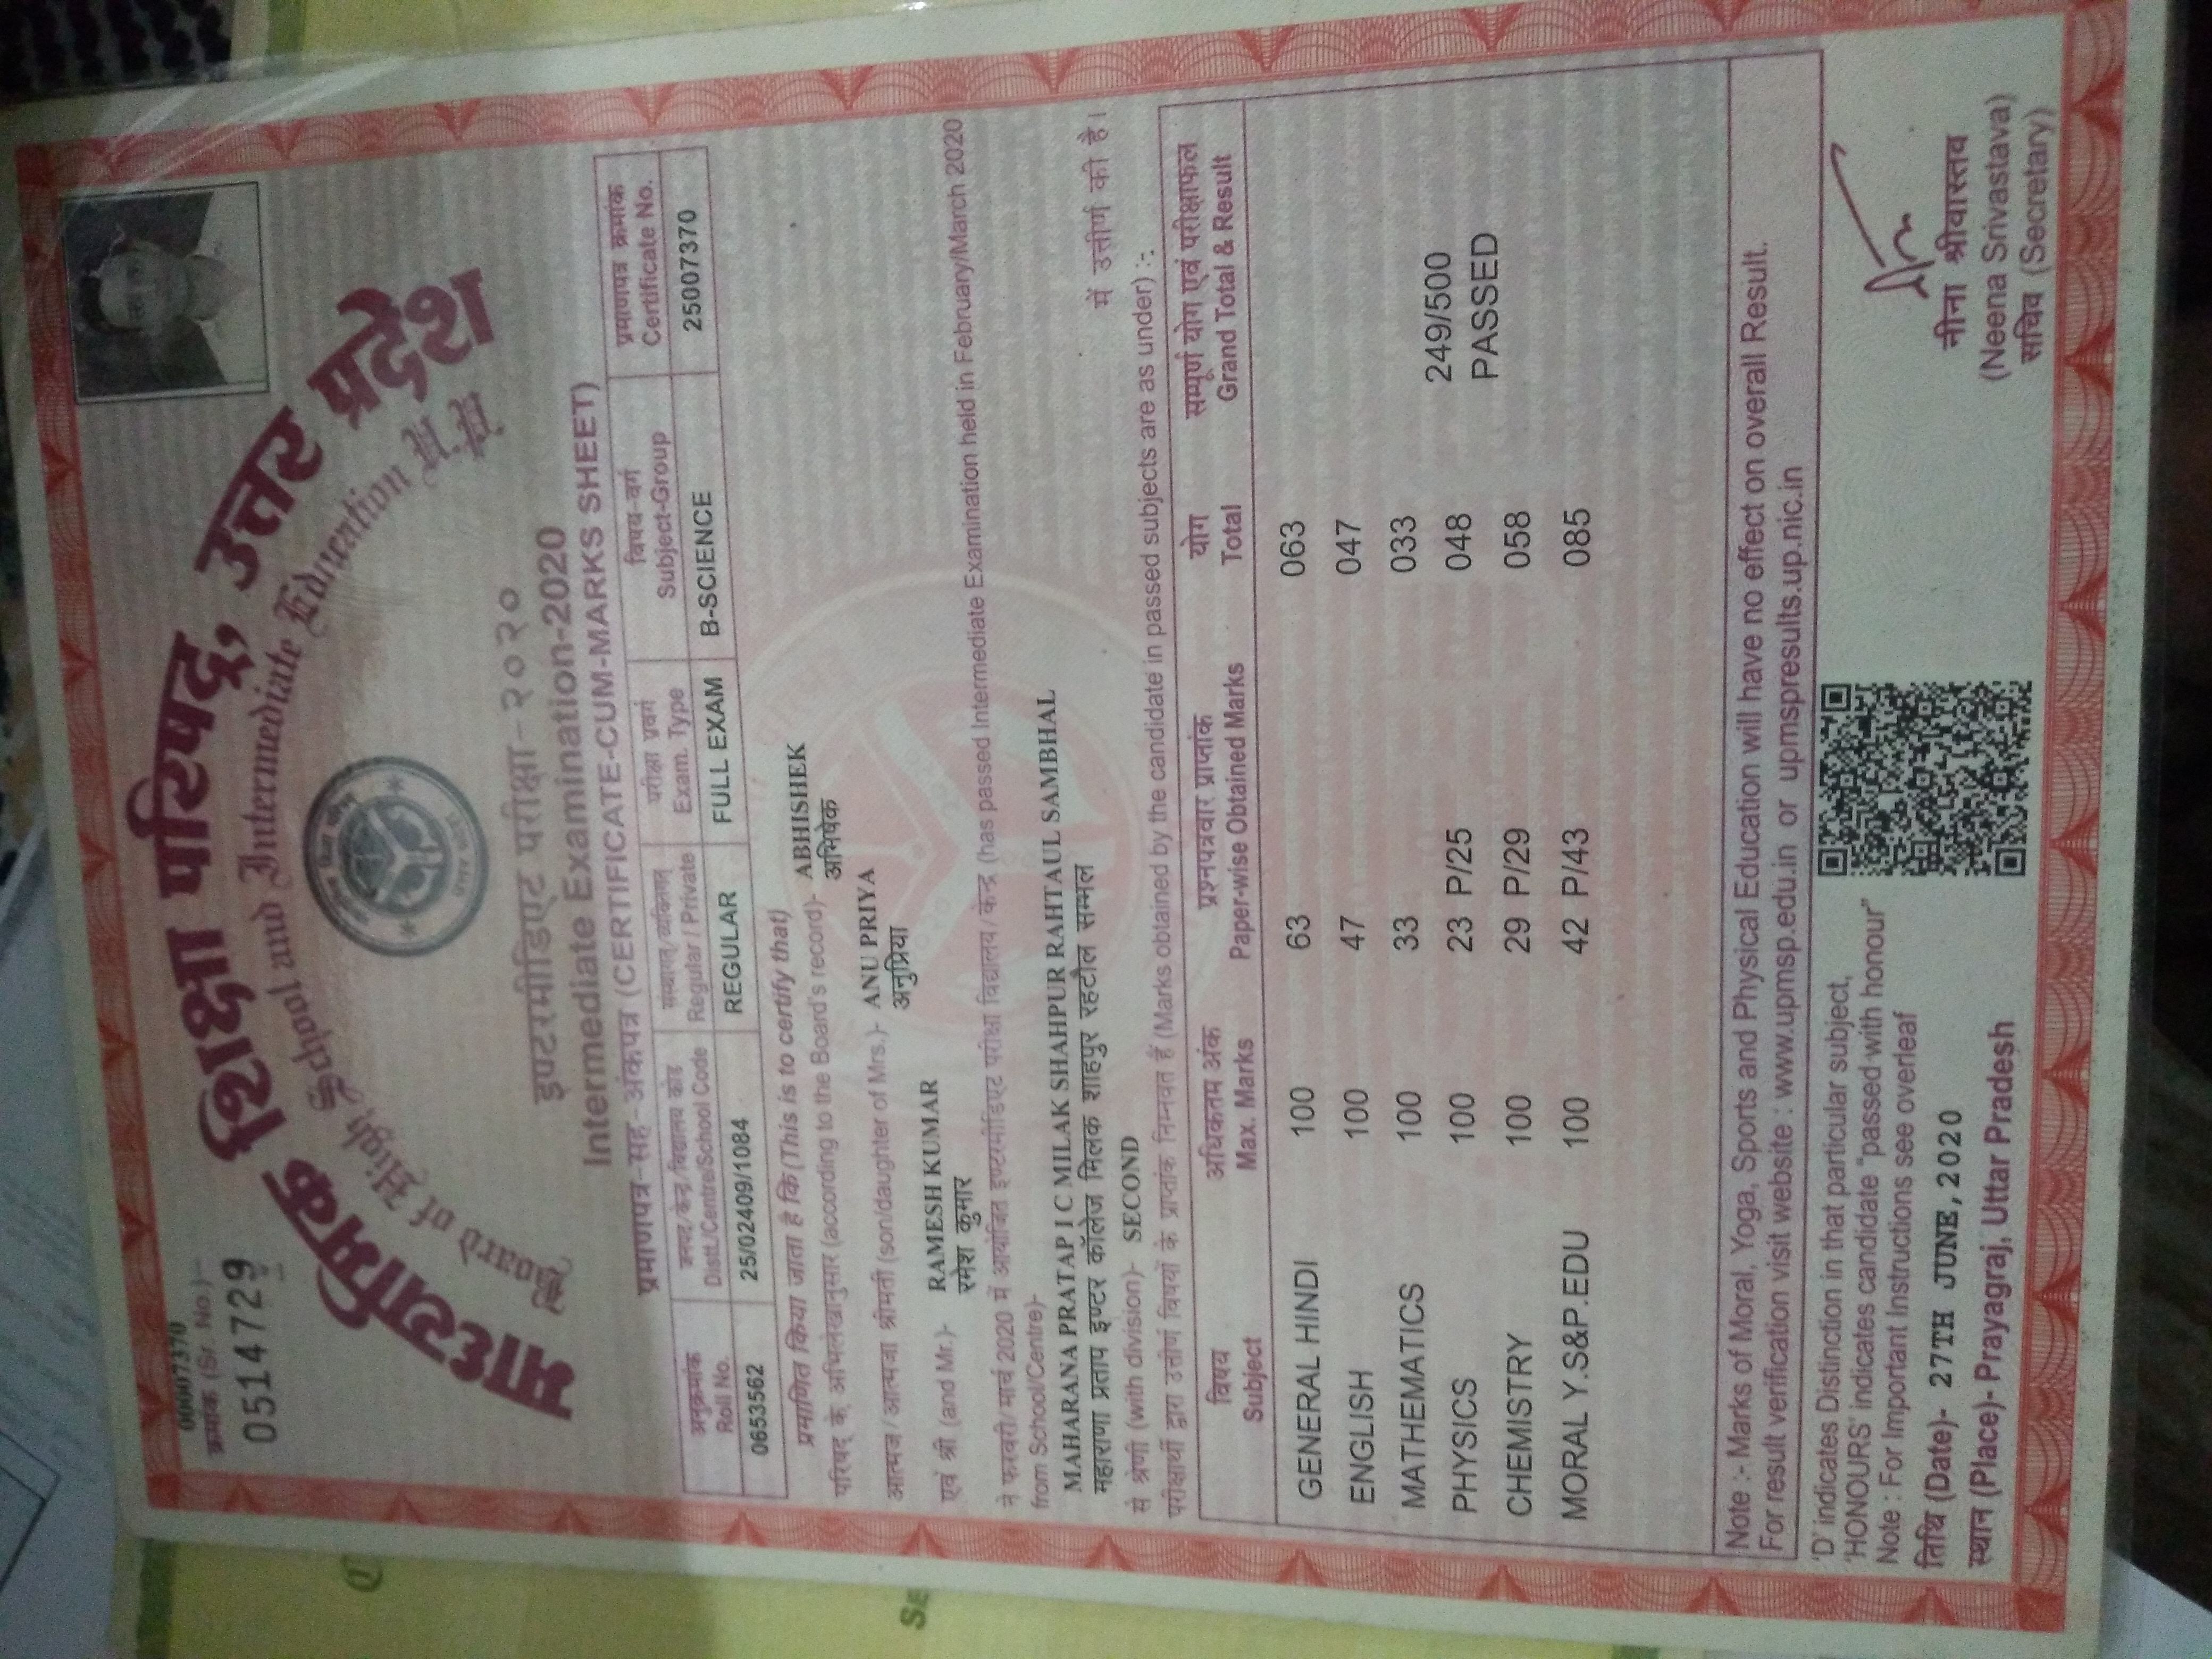 00007370
क्रमांक (Sr. No.)–
0514729
माध्यमिक शिक्षा परिषद्, उत्तर प्रदेश
Board of High School and Intermediate Education U.P.
इण्टरमीडिएट परीक्षा–२०२०
Intermediate Examination-2020
प्रमाणपत्र-सह-अंकपत्र (CERTIFICATE-CUM-MARKS SHEET)
अनुक्रमांक जनपद/केन्द्र/विद्यालय कोड संस्थागत/व्यक्तिगत परीक्षा प्रवर्ग विषय-वर्ग प्रमाणपत्र क्रमांक
Roll No. Distt./Centre/School Code Regular / Private Exam. Type Subject-Group Certificate No.
0653562 25/02409/1084 REGULAR FULL EXAM B-SCIENCE 25007370
प्रमाणित किया जाता है कि (This is to certify that)
परिषद के अभिलेखानुसार (according to the Board's record)- ABHISHEK
अभिषेक
आत्मज / आत्मजा श्रीमती (son/daughter of Mrs.)- ANU PRIYA
अनुप्रिया
एवं श्री (and Mr.)- RAMESH KUMAR
रमेश कुमार
ने फरवरी/मार्च 2020 में आयोजित इण्टरमीडिएट परीक्षा विद्यालय/केन्द्र (has passed Intermediate Examination held in February/March 2020
from School/Centre)-
MAHARANA PRATAP I C MILAK SHAHPUR RAHTAUL SAMBHAL
महाराणा प्रताप इण्टर कॉलेज मिलक शाहपुर रहटौल सम्भल
से श्रेणी (with division)- SECOND में उत्तीर्ण की है।
परीक्षार्थी द्वारा उत्तीर्ण विषयों के प्राप्तांक निम्नवत हैं (Marks obtained by the candidate in passed subjects are as under) :-
विषय अधिकतम अंक प्रश्नपत्रवार प्राप्तांक योग सम्पूर्ण योग एवं परीक्षाफल
Subject Max. Marks Paper-wise Obtained Marks Total Grand Total & Result
GENERAL HINDI 100 63 063
ENGLISH 100 47 047
MATHEMATICS 100 33 033
PHYSICS 100 23 P/25 048 249/500
CHEMISTRY 100 29 P/29 058 PASSED
MORAL Y.S&P.EDU 100 42 P/43 085
Note :- Marks of Moral, Yoga, Sports and Physical Education will have no effect on overall Result.
For result verification visit website : www.upmsp.edu.in or upmspresults.up.nic.in
'D' indicates Distinction in that particular subject,
'HONOURS' indicates candidate "passed with honour"
Note : For Important Instructions see overleaf
तिथि (Date)- 27TH JUNE,2020
स्थान (Place)- Prayagraj, Uttar Pradesh
नीना श्रीवास्तव
(Neena Srivastava)
सचिव (Secretary)